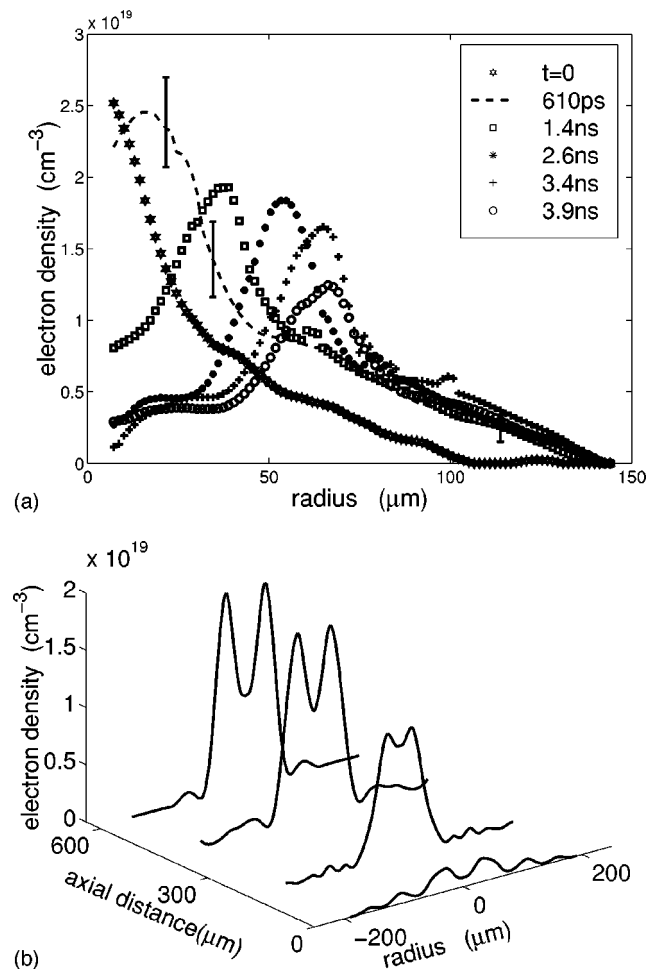 x 10^19
3
2.5
2
1.5
1
0.5
0
electron density (cm^−3)
t=0
610ps
1.4ns
2.6ns
3.4ns
3.9ns
0 50 100 150
radius (μm)
(a)
x 10^19
2
1.5
1
0.5
0
electron density (cm^−3)
600
300
0
axial distance(μm)
−200
0
200
radius (μm)
(b)